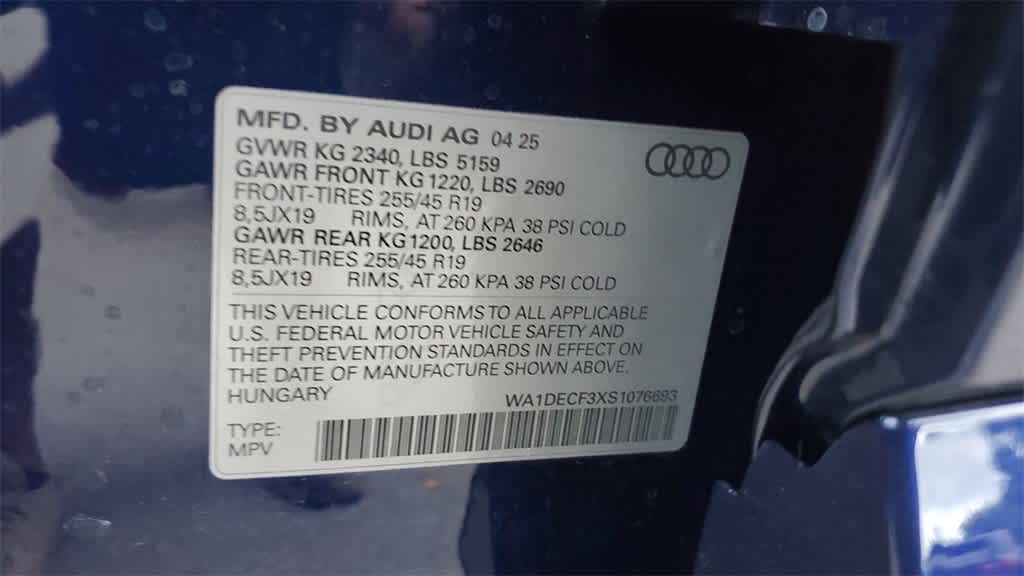 MFD. BY AUDI AG 04 25
GVWR KG 2340, LBS 5159
GAWR FRONT KG 1220, LBS 2690
FRONT-TIRES 255/45 R19
8,5JX19 RIMS, AT 260 KPA 38 PSI COLD
GAWR REAR KG1200, LBS 2646
REAR-TIRES 255/45 R19
8,5JX19 RIMS, AT 260 KPA 38 PSI COLD
THIS VEHICLE CONFORMS TO ALL APPLICABLE
U.S. FEDERAL MOTOR VEHICLE SAFETY AND
THEFT PREVENTION STANDARDS IN EFFECT ON
THE DATE OF MANUFACTURE SHOWN ABOVE.
HUNGARY WA1DECF3XS1076693
TYPE:
MPV